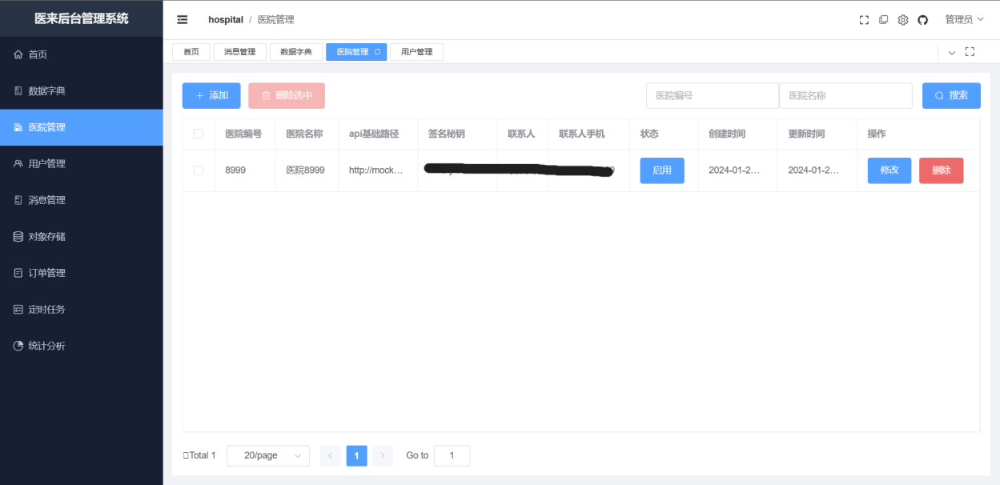 医来后台管理系统
首页
数据字典
医院管理
用户管理
消息管理
对象存储
订单管理
定时任务
统计分析
hospital / 医院管理
管理员
首页 消息管理 数据字典 医院管理 用户管理
添加 删除选中 医院编号 医院名称 搜索
医院编号 医院名称 api基础路径 签名秘钥 联系人 联系人手机 状态 创建时间 更新时间 操作
8999 医院8999 http://mock... 启用 2024-01-2... 2024-01-2... 修改 删除
Total 1 20/page 1 Go to 1